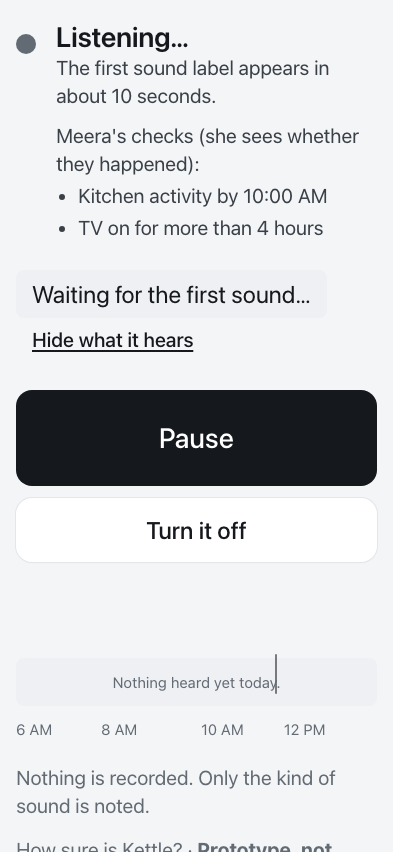 Listening...
The first sound label appears in
about 10 seconds.
Meera's checks (she sees whether
they happened):
• Kitchen activity by 10:00 AM
• TV on for more than 4 hours
Waiting for the first sound...
Hide what it hears
Pause
Turn it off
Nothing heard yet today.
6 AM 8 AM 10 AM 12 PM
Nothing is recorded. Only the kind of
sound is noted.
How sure is Kettle? · Prototype, not